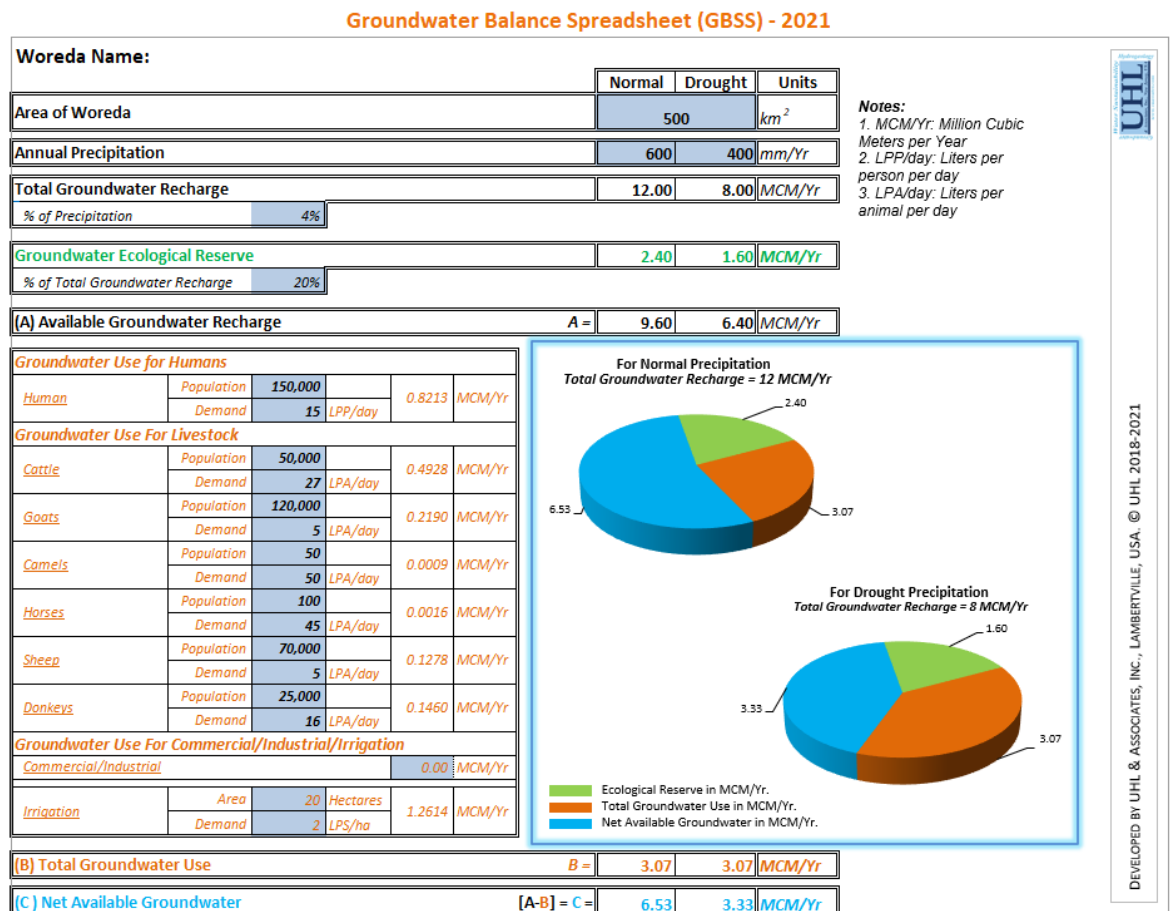 Groundwater Balance Spreadsheet (GBSS) - 2021
Woreda Name:
Normal Drought Units
Area of Woreda 500 km²
Annual Precipitation 600 400 mm/Yr
Total Groundwater Recharge 12.00 8.00 MCM/Yr
% of Precipitation 4%
Groundwater Ecological Reserve 2.40 1.60 MCM/Yr
% of Total Groundwater Recharge 20%
(A) Available Groundwater Recharge A = 9.60 6.40 MCM/Yr
Notes:
1. MCM/Yr: Million Cubic
Meters per Year
2. LPP/day: Liters per
person per day
3. LPA/day: Liters per
animal per day
UHL
Groundwater Use for Humans
Human Population 150,000 0.8213 MCM/Yr
Demand 15 LPP/day
Groundwater Use For Livestock
Cattle Population 50,000 0.4928 MCM/Yr
Demand 27 LPA/day
Goats Population 120,000 0.2190 MCM/Yr
Demand 5 LPA/day
Camels Population 50 0.0009 MCM/Yr
Demand 50 LPA/day
Horses Population 100 0.0016 MCM/Yr
Demand 45 LPA/day
Sheep Population 70,000 0.1278 MCM/Yr
Demand 5 LPA/day
Donkeys Population 25,000 0.1460 MCM/Yr
Demand 16 LPA/day
Groundwater Use For Commercial/Industrial/Irrigation
Commercial/Industrial 0.00 MCM/Yr
Irrigation Area 20 Hectares 1.2614 MCM/Yr
Demand 2 LPS/ha
For Normal Precipitation
Total Groundwater Recharge = 12 MCM/Yr
2.40
6.53
3.07
For Drought Precipitation
Total Groundwater Recharge = 8 MCM/Yr
1.60
3.33
3.07
Ecological Reserve in MCM/Yr.
Total Groundwater Use in MCM/Yr.
Net Available Groundwater in MCM/Yr.
(B) Total Groundwater Use B = 3.07 3.07 MCM/Yr
(C ) Net Available Groundwater [A-B] = C = 6.53 3.33 MCM/Yr
DEVELOPED BY UHL & ASSOCIATES, INC., LAMBERTVILLE, USA. © UHL 2018-2021